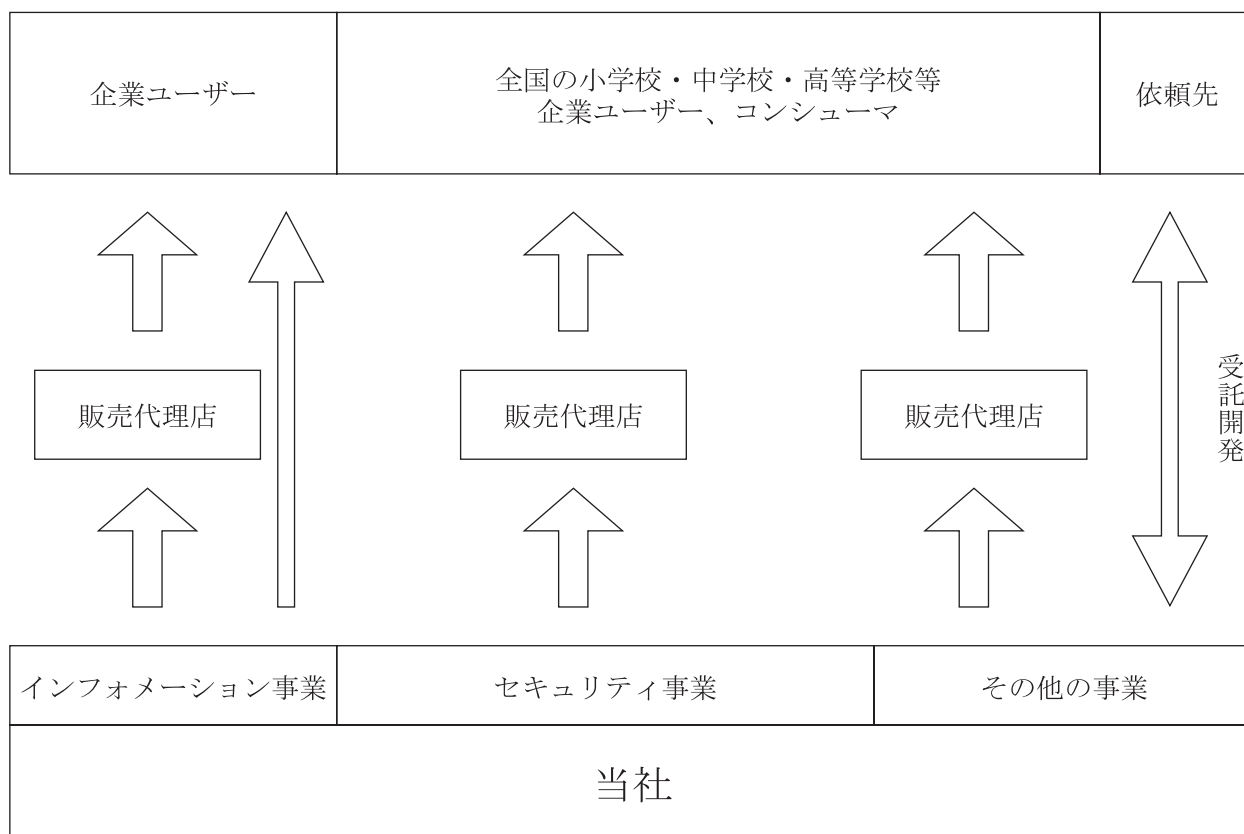 企業ユーザー
全国の小学校・中学校・高等学校等
企業ユーザー、コンシューマ
依頼先
販売代理店
販売代理店
販売代理店
受託開発
インフォメーション事業
セキュリティ事業
その他の事業
当社